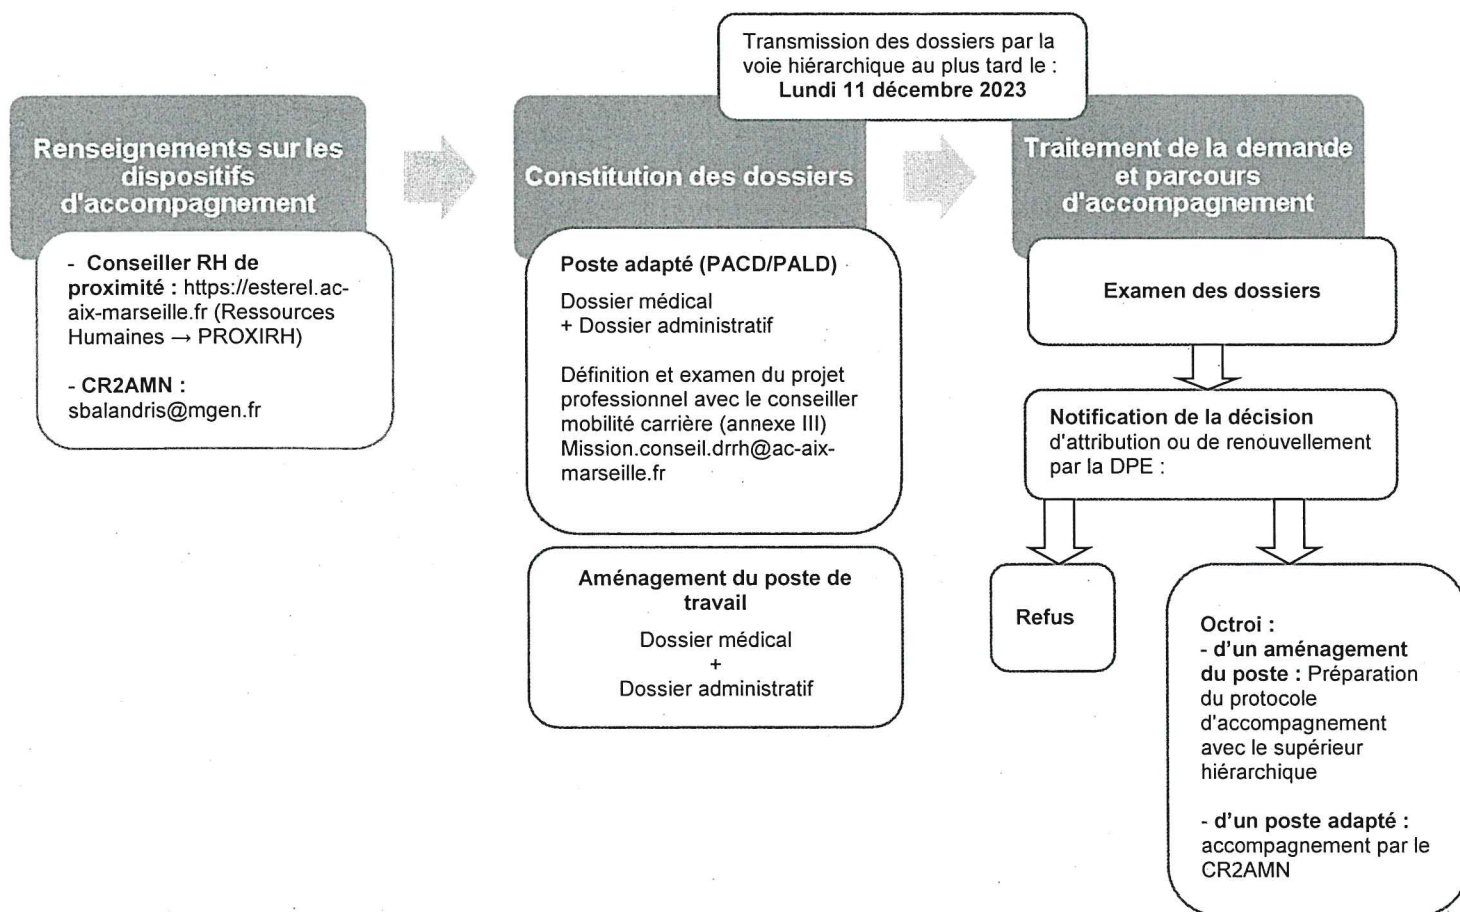 Transmission des dossiers par la
voie hiérarchique au plus tard le :
Lundi 11 décembre 2023
Renseignements sur les
dispositifs
d'accompagnement
- Conseiller RH de
proximité : https://esterel.ac-
aix-marseille.fr (Ressources
Humaines → PROXIRH)
- CR2AMN :
sbalandris@mgen.fr
Constitution des dossiers
Poste adapté (PACD/PALD)
Dossier médical
+ Dossier administratif
Définition et examen du projet
professionnel avec le conseiller
mobilité carrière (annexe III)
Mission.conseil.drrh@ac-aix-
marseille.fr
Aménagement du poste de
travail
Dossier médical
+
Dossier administratif
Traitement de la demande
et parcours
d'accompagnement
Examen des dossiers
Notification de la décision
d'attribution ou de renouvellement
par la DPE :
Refus
Octroi :
- d'un aménagement
du poste : Préparation
du protocole
d'accompagnement
avec le supérieur
hiérarchique
- d'un poste adapté :
accompagnement par le
CR2AMN